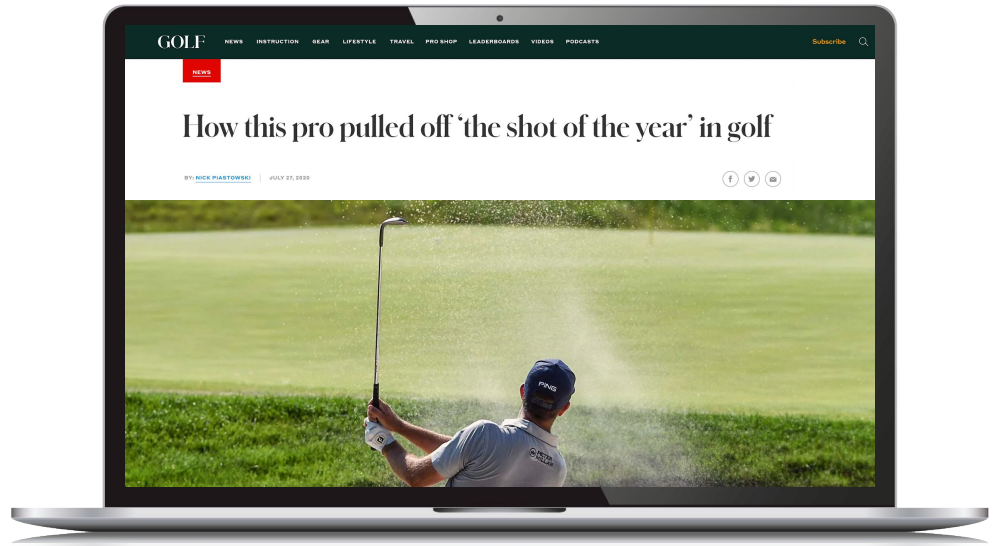 GOLF
NEWS INSTRUCTION GEAR LIFESTYLE TRAVEL PRO SHOP LEADERBOARDS VIDEOS PODCASTS
Subscribe
NEWS
How this pro pulled off ‘the shot of the year’ in golf
BY: NICK PIASTOWSKI JULY 27, 2020
PING